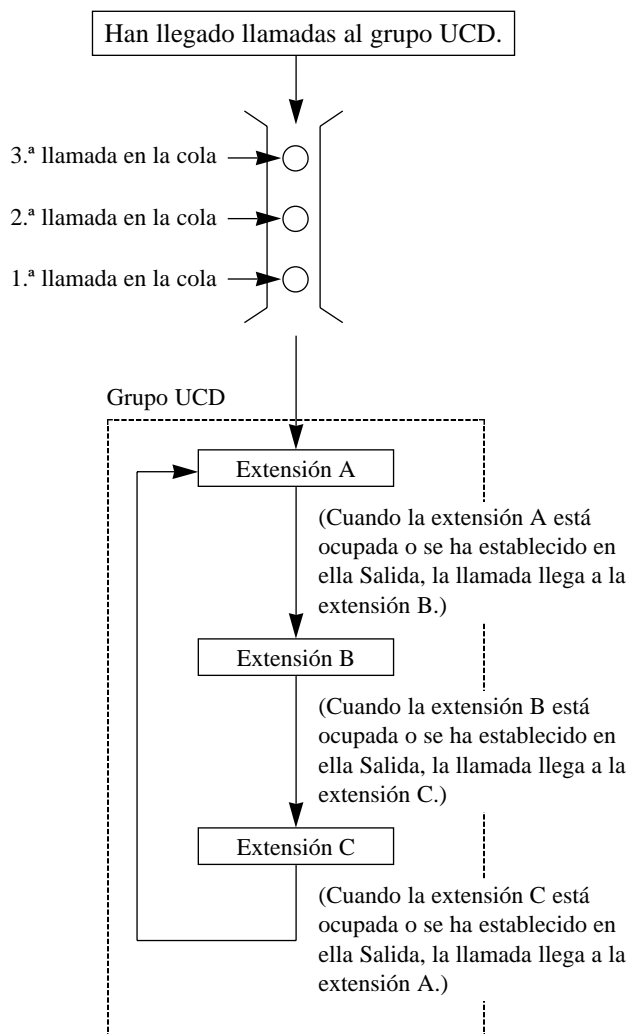 Han llegado llamadas al grupo UCD.
3.ª llamada en la cola
2.ª llamada en la cola
1.ª llamada en la cola
Grupo UCD
Extensión A
(Cuando la extensión A está
ocupada o se ha establecido en
ella Salida, la llamada llega a la
extensión B.)
Extensión B
(Cuando la extensión B está
ocupada o se ha establecido en
ella Salida, la llamada llega a la
extensión C.)
Extensión C
(Cuando la extensión C está
ocupada o se ha establecido en
ella Salida, la llamada llega a la
extensión A.)